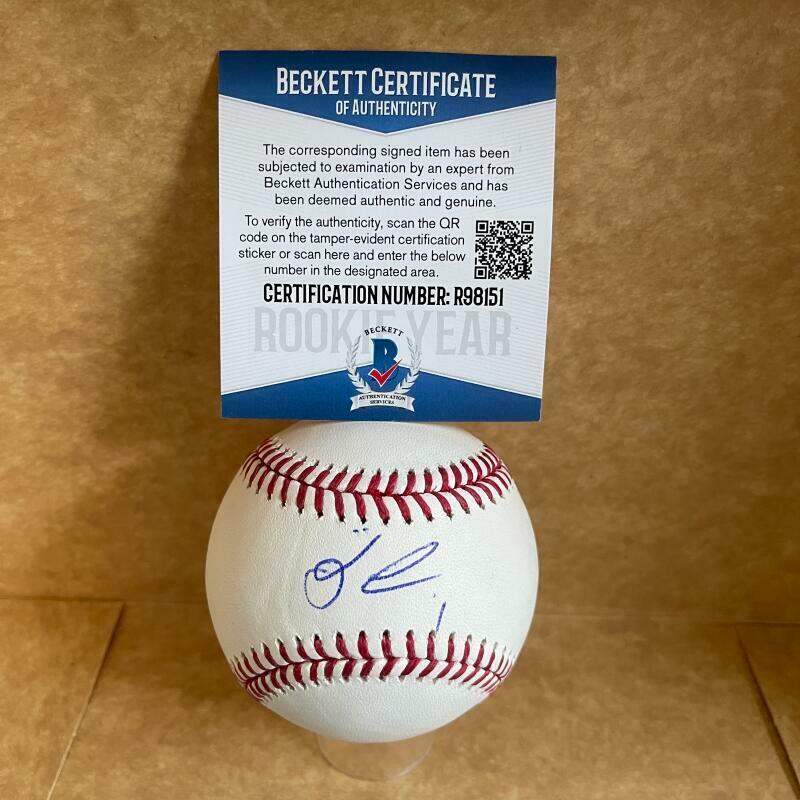 BECKETT CERTIFICATE
OF AUTHENTICITY
The corresponding signed item has been
subjected to examination by an expert from
Beckett Authentication Services and has
been deemed authentic and genuine.
To verify the authenticity, scan the QR
code on the tamper-evident certification
sticker or scan here and enter the below
number in the designated area.
CERTIFICATION NUMBER: R98151
ROOKIE YEAR
BECKETT
B
AUTHENTICATION
SERVICES